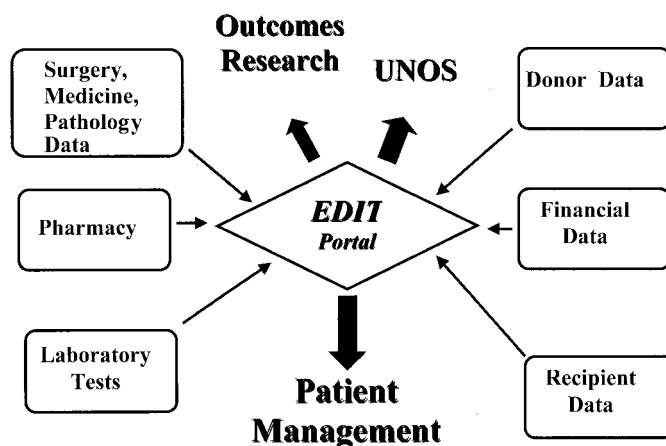 Outcomes
Research
UNOS
Surgery,
Medicine,
Pathology
Data
Donor Data
Pharmacy
EDIT
Portal
Financial
Data
Laboratory
Tests
Patient
Management
Recipient
Data